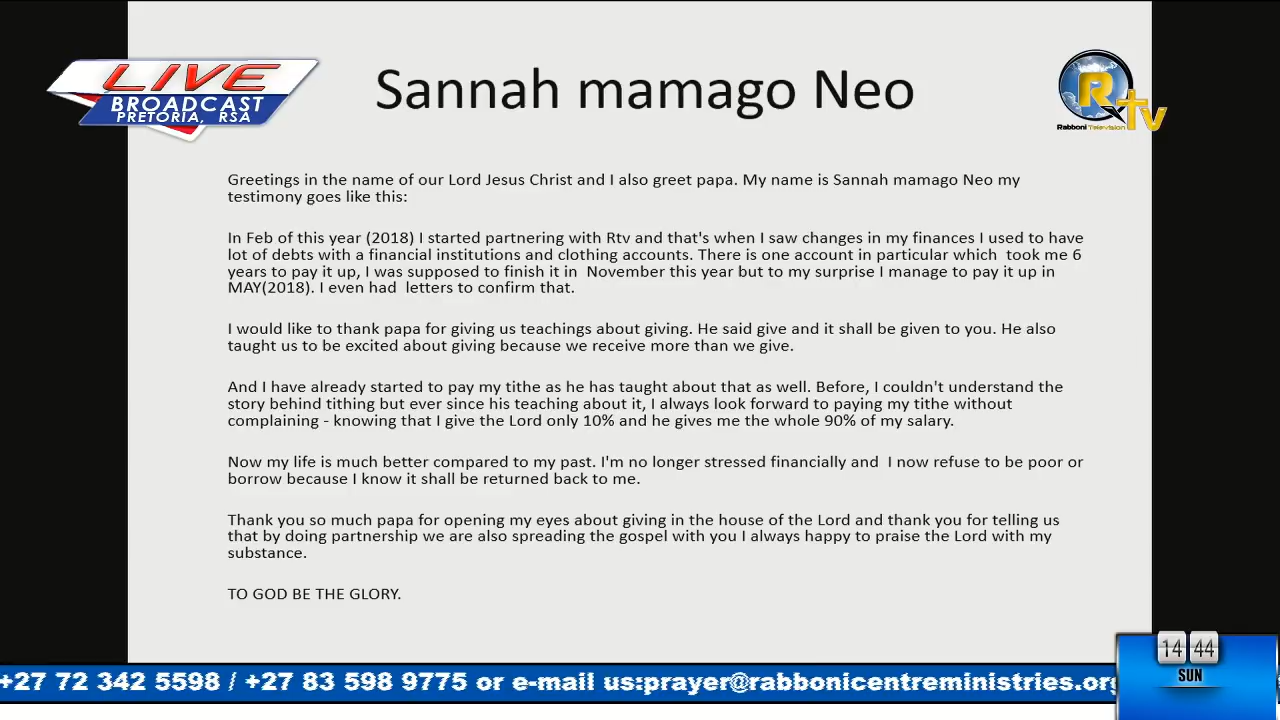 LIVE
BROADCAST
PRETORIA, RSA
Sannah mamago Neo
R
tv
Rabboni Television
Greetings in the name of our Lord Jesus Christ and I also greet papa. My name is Sannah mamago Neo my
testimony goes like this:
In Feb of this year (2018) I started partnering with Rtv and that's when I saw changes in my finances I used to have
lot of debts with a financial institutions and clothing accounts. There is one account in particular which  took me 6
years to pay it up, I was supposed to finish it in  November this year but to my surprise I manage to pay it up in
MAY(2018). I even had  letters to confirm that.
I would like to thank papa for giving us teachings about giving. He said give and it shall be given to you. He also
taught us to be excited about giving because we receive more than we give.
And I have already started to pay my tithe as he has taught about that as well. Before, I couldn't understand the
story behind tithing but ever since his teaching about it, I always look forward to paying my tithe without
complaining - knowing that I give the Lord only 10% and he gives me the whole 90% of my salary.
Now my life is much better compared to my past. I'm no longer stressed financially and  I now refuse to be poor or
borrow because I know it shall be returned back to me.
Thank you so much papa for opening my eyes about giving in the house of the Lord and thank you for telling us
that by doing partnership we are also spreading the gospel with you I always happy to praise the Lord with my
substance.
TO GOD BE THE GLORY.
+27 72 342 5598 / +27 83 598 9775 or e-mail us:prayer@rabbonicentreministries.org
14 44
SUN